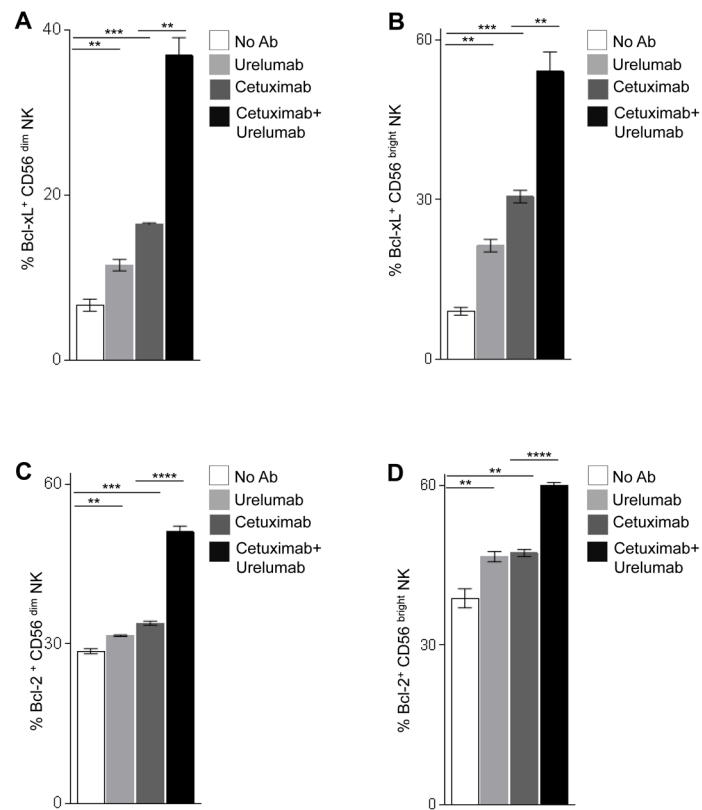 A
40
20
0
% Bcl-xL+ CD56 dim NK
***
**
**
No Ab
Urelumab
Cetuximab
Cetuximab+
Urelumab
B
60
30
0
% Bcl-xL+ CD56 bright NK
***
**
**
No Ab
Urelumab
Cetuximab
Cetuximab+
Urelumab
C
60
30
0
% Bcl-2 + CD56 dim NK
****
***
**
No Ab
Urelumab
Cetuximab
Cetuximab+
Urelumab
D
60
30
0
% Bcl-2+ CD56 bright NK
****
**
**
No Ab
Urelumab
Cetuximab
Cetuximab+
Urelumab